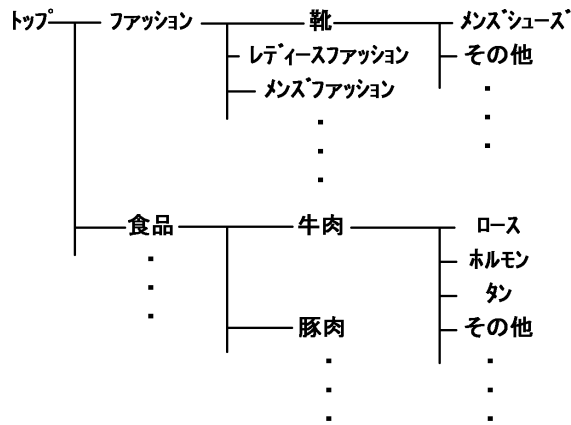 トップ ファッション 靴 メンズシューズ
レディースファッション その他
メンズファッション
食品 牛肉 ロース
ホルモン
タン
豚肉 その他